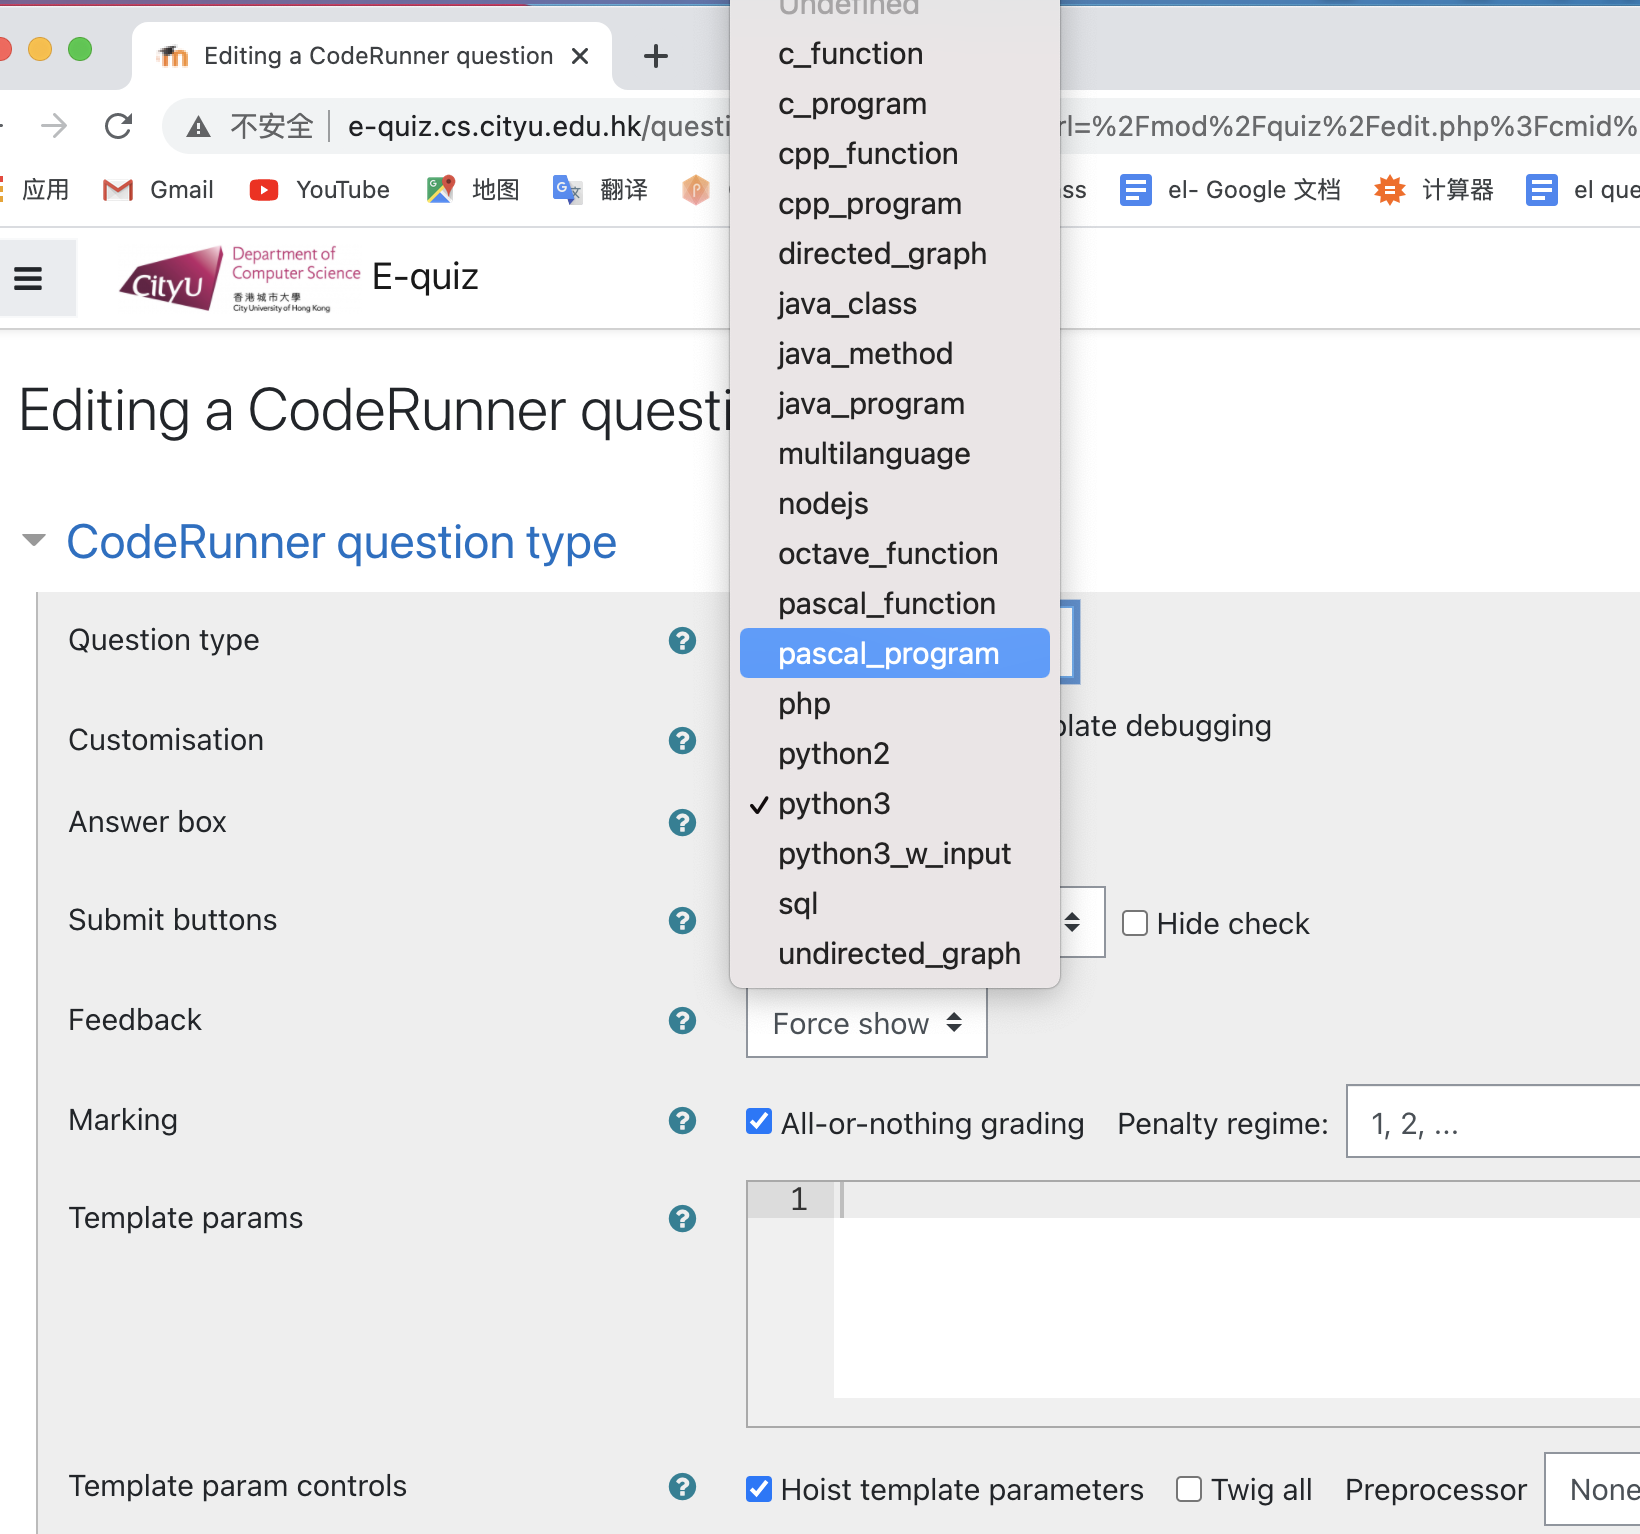 Undefined
Editing a CodeRunner question
c_function
c_program
不安全 e-quiz.cs.cityu.edu.hk/questi
rl=%2Fmod%2Fquiz%2Fedit.php%3Fcmid%
cpp_function
应用 Gmail YouTube 地图 翻译
ss el- Google 文档 计算器 el que
cpp_program
directed_graph
CityU
Department of
Computer Science
香港城市大學
City University of Hong Kong
E-quiz
java_class
java_method
java_program
Editing a CodeRunner questi
multilanguage
nodejs
CodeRunner question type
octave_function
pascal_function
Question type
pascal_program
php
Customisation
plate debugging
python2
python3
Answer box
python3_w_input
sql
Submit buttons
Hide check
undirected_graph
Feedback
Force show
Marking
All-or-nothing grading Penalty regime: 1, 2, ...
Template params
1
Template param controls
Hoist template parameters Twig all Preprocessor None